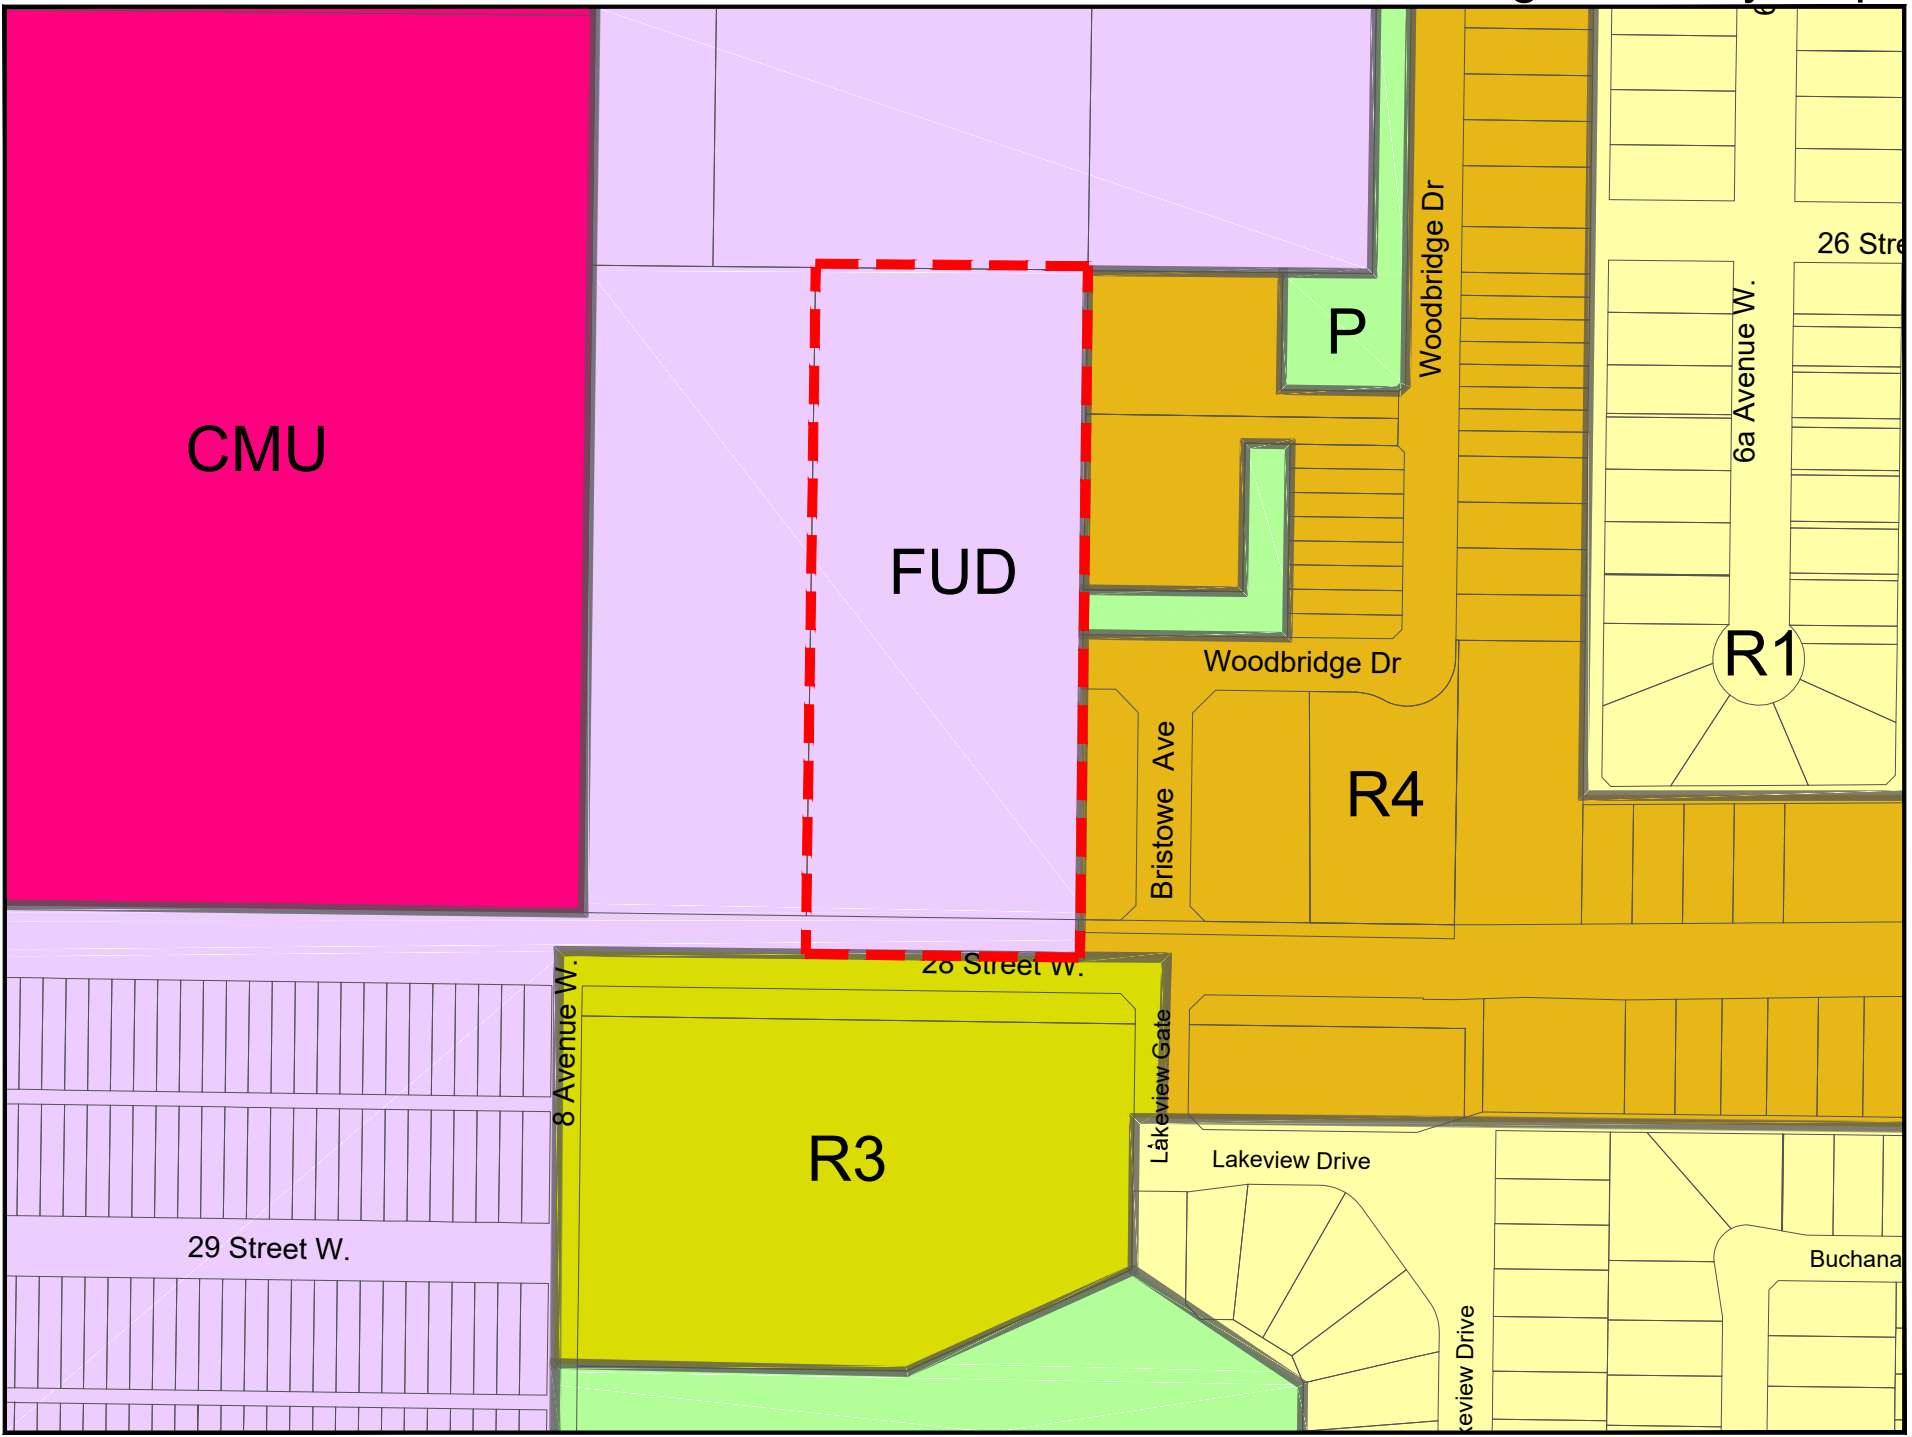 26 Stre
Woodbridge Dr
P
6a Avenue W.
CMU
FUD
R1
Woodbridge Dr
R4
Bristowe Ave
28 Street W.
8 Avenue W.
Lakeview Gate
R3
Lakeview Drive
29 Street W.
Buchana
keview Drive